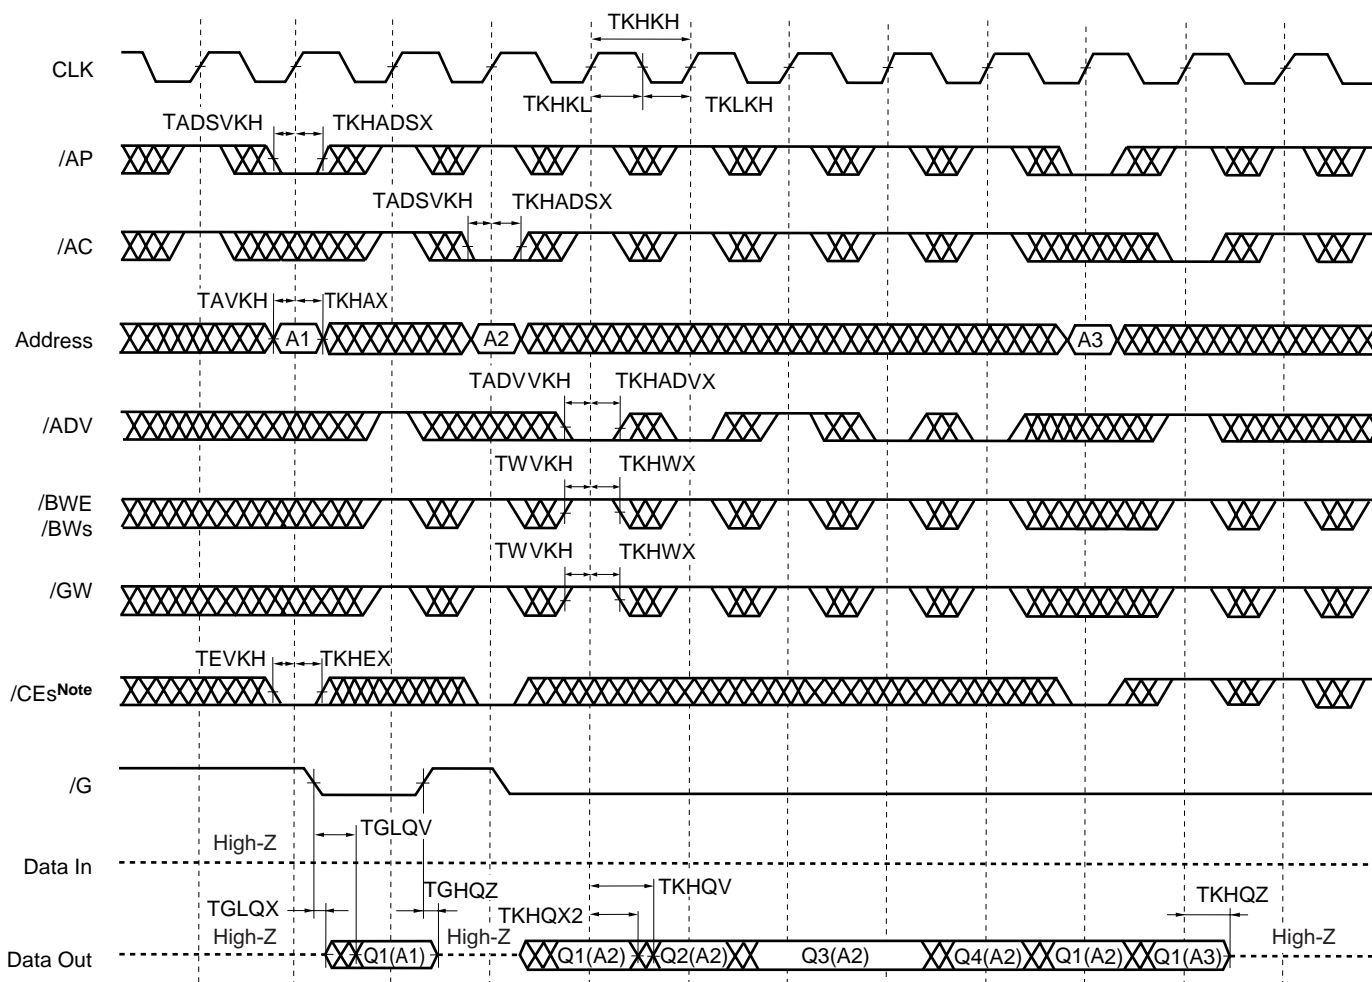 TKHKH
CLK
TKHKL
TKLKH
TADSVKH
TKHADSX
/AP
TADSVKH
TKHADSX
/AC
TAVKH
TKHAX
Address
A1
A2
A3
TADVVKH
TKHADVX
/ADV
TWVKH
TKHWX
/BWE
/BWs
TWVKH
TKHWX
/GW
TEVKH
TKHEX
/CEsNote
/G
TGLQV
High-Z
Data In
TGLQX
TGHQZ
TKHQV
TKHQX2
TKHQZ
High-Z
High-Z
High-Z
Data Out
Q1(A1)
Q1(A2)
Q2(A2)
Q3(A2)
Q4(A2)
Q1(A2)
Q1(A3)